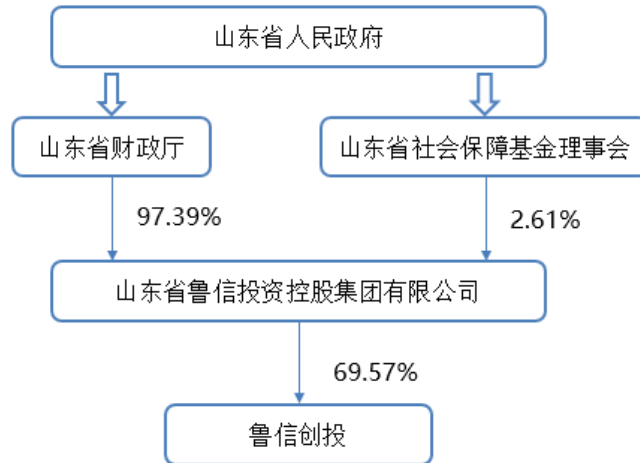 山东省人民政府
山东省财政厅
山东省社会保障基金理事会
97.39%
2.61%
山东省鲁信投资控股集团有限公司
69.57%
鲁信创投